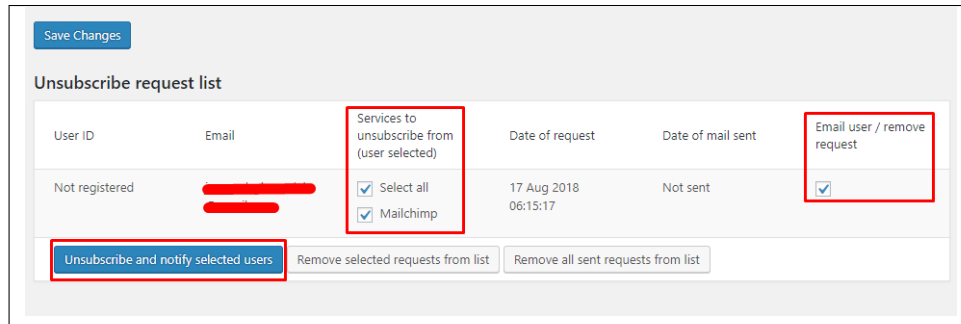 Save Changes
Unsubscribe request list
User ID
Email
Services to
unsubscribe from
(user selected)
Date of request
Date of mail sent
Email user / remove
request
Not registered
Select all
Mailchimp
17 Aug 2018
06:15:17
Not sent
Unsubscribe and notify selected users
Remove selected requests from list
Remove all sent requests from list